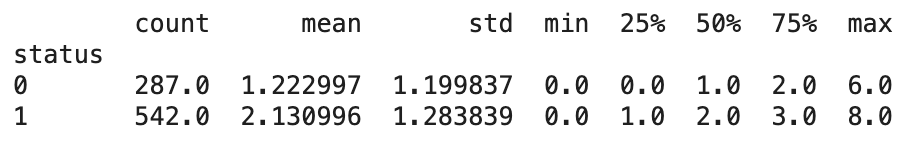 count mean std min 25% 50% 75% max
status
0 287.0 1.222997 1.199837 0.0 0.0 1.0 2.0 6.0
1 542.0 2.130996 1.283839 0.0 1.0 2.0 3.0 8.0